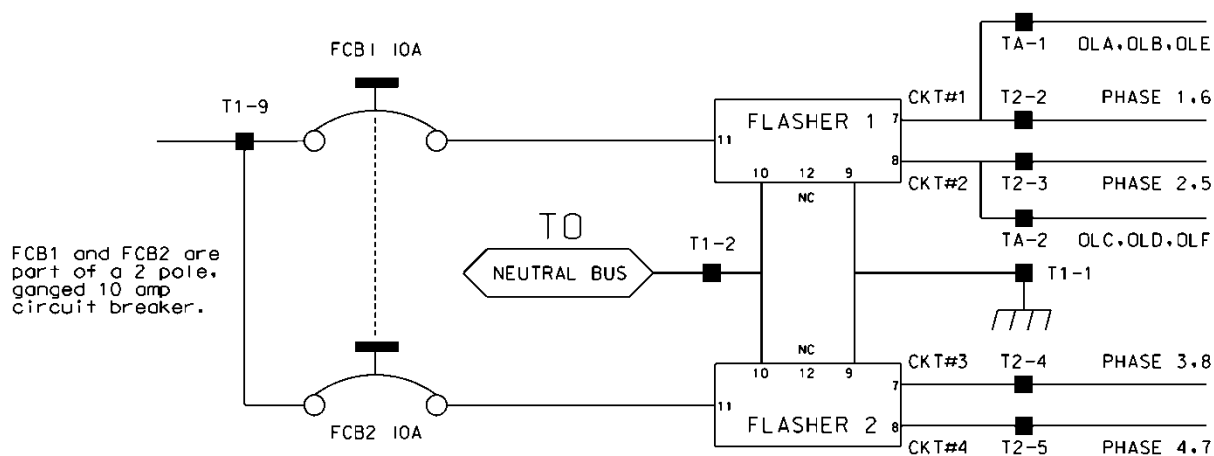 FCB1 10A
T1-9
TA-1 OLA,OLB,OLE
CKT#1 T2-2 PHASE 1,6
7
FLASHER 1
11
8
10 12 9
NC
CKT#2 T2-3 PHASE 2,5
TA-2 OLC,OLD,OLF
TO
NEUTRAL BUS
T1-2
T1-1
FCB1 and FCB2 are
part of a 2 pole,
ganged 10 amp
circuit breaker.
NC
10 12 9
CKT#3 T2-4 PHASE 3,8
7
11
FLASHER 2
8
FCB2 10A
CKT#4 T2-5 PHASE 4,7